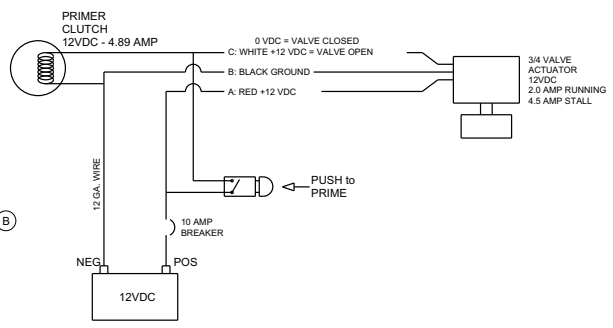 PRIMER
CLUTCH
12VDC - 4.89 AMP
0 VDC = VALVE CLOSED
C: WHITE +12 VDC = VALVE OPEN
B: BLACK GROUND
A: RED +12 VDC
3/4 VALVE
ACTUATOR
12VDC
2.0 AMP RUNNING
4.5 AMP STALL
12 GA. WIRE
PUSH to
PRIME
B
10 AMP
BREAKER
NEG
POS
12VDC